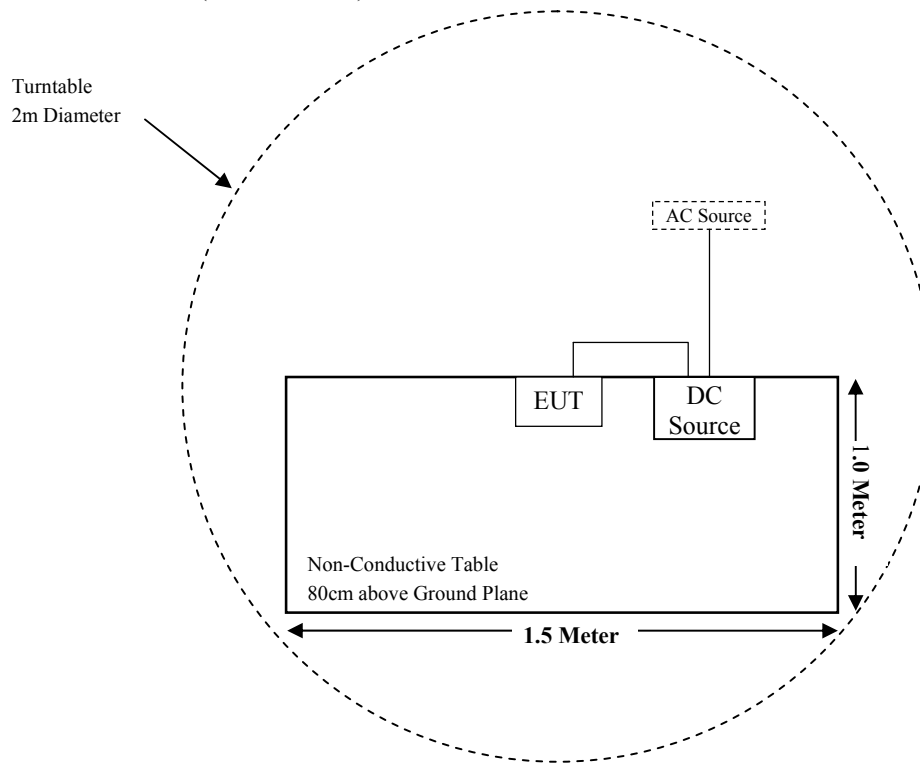 Turntable
2m Diameter
AC Source
EUT
DC
Source
1.0 Meter
Non-Conductive Table
80cm above Ground Plane
1.5 Meter